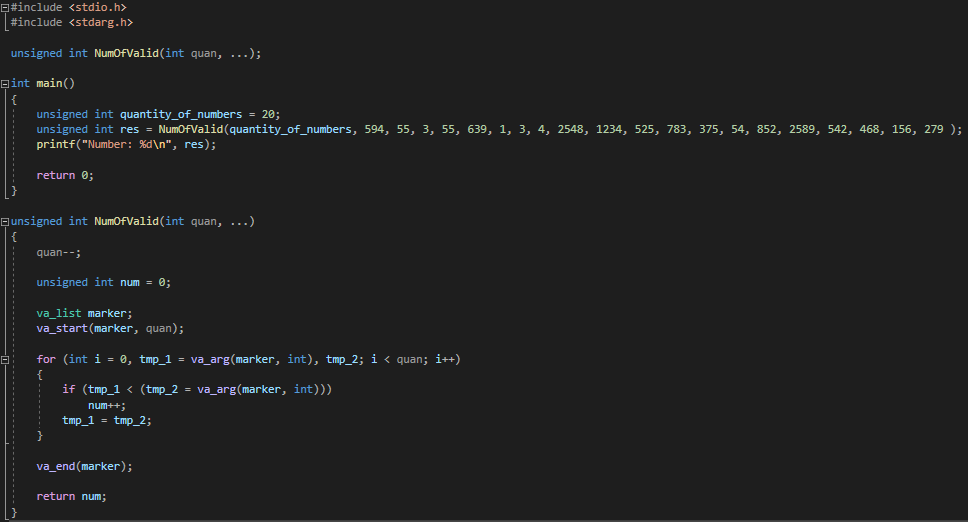 #include <stdio.h>
#include <stdarg.h>
unsigned int NumOfValid(int quan, ...);
int main()
{
unsigned int quantity_of_numbers = 20;
unsigned int res = NumOfValid(quantity_of_numbers, 594, 55, 3, 55, 639, 1, 3, 4, 2548, 1234, 525, 783, 375, 54, 852, 2589, 542, 468, 156, 279 );
printf("Number: %d\n", res);
return 0;
}
unsigned int NumOfValid(int quan, ...)
{
quan--;
unsigned int num = 0;
va_list marker;
va_start(marker, quan);
for (int i = 0, tmp_1 = va_arg(marker, int), tmp_2; i < quan; i++)
{
if (tmp_1 < (tmp_2 = va_arg(marker, int)))
num++;
tmp_1 = tmp_2;
}
va_end(marker);
return num;
}